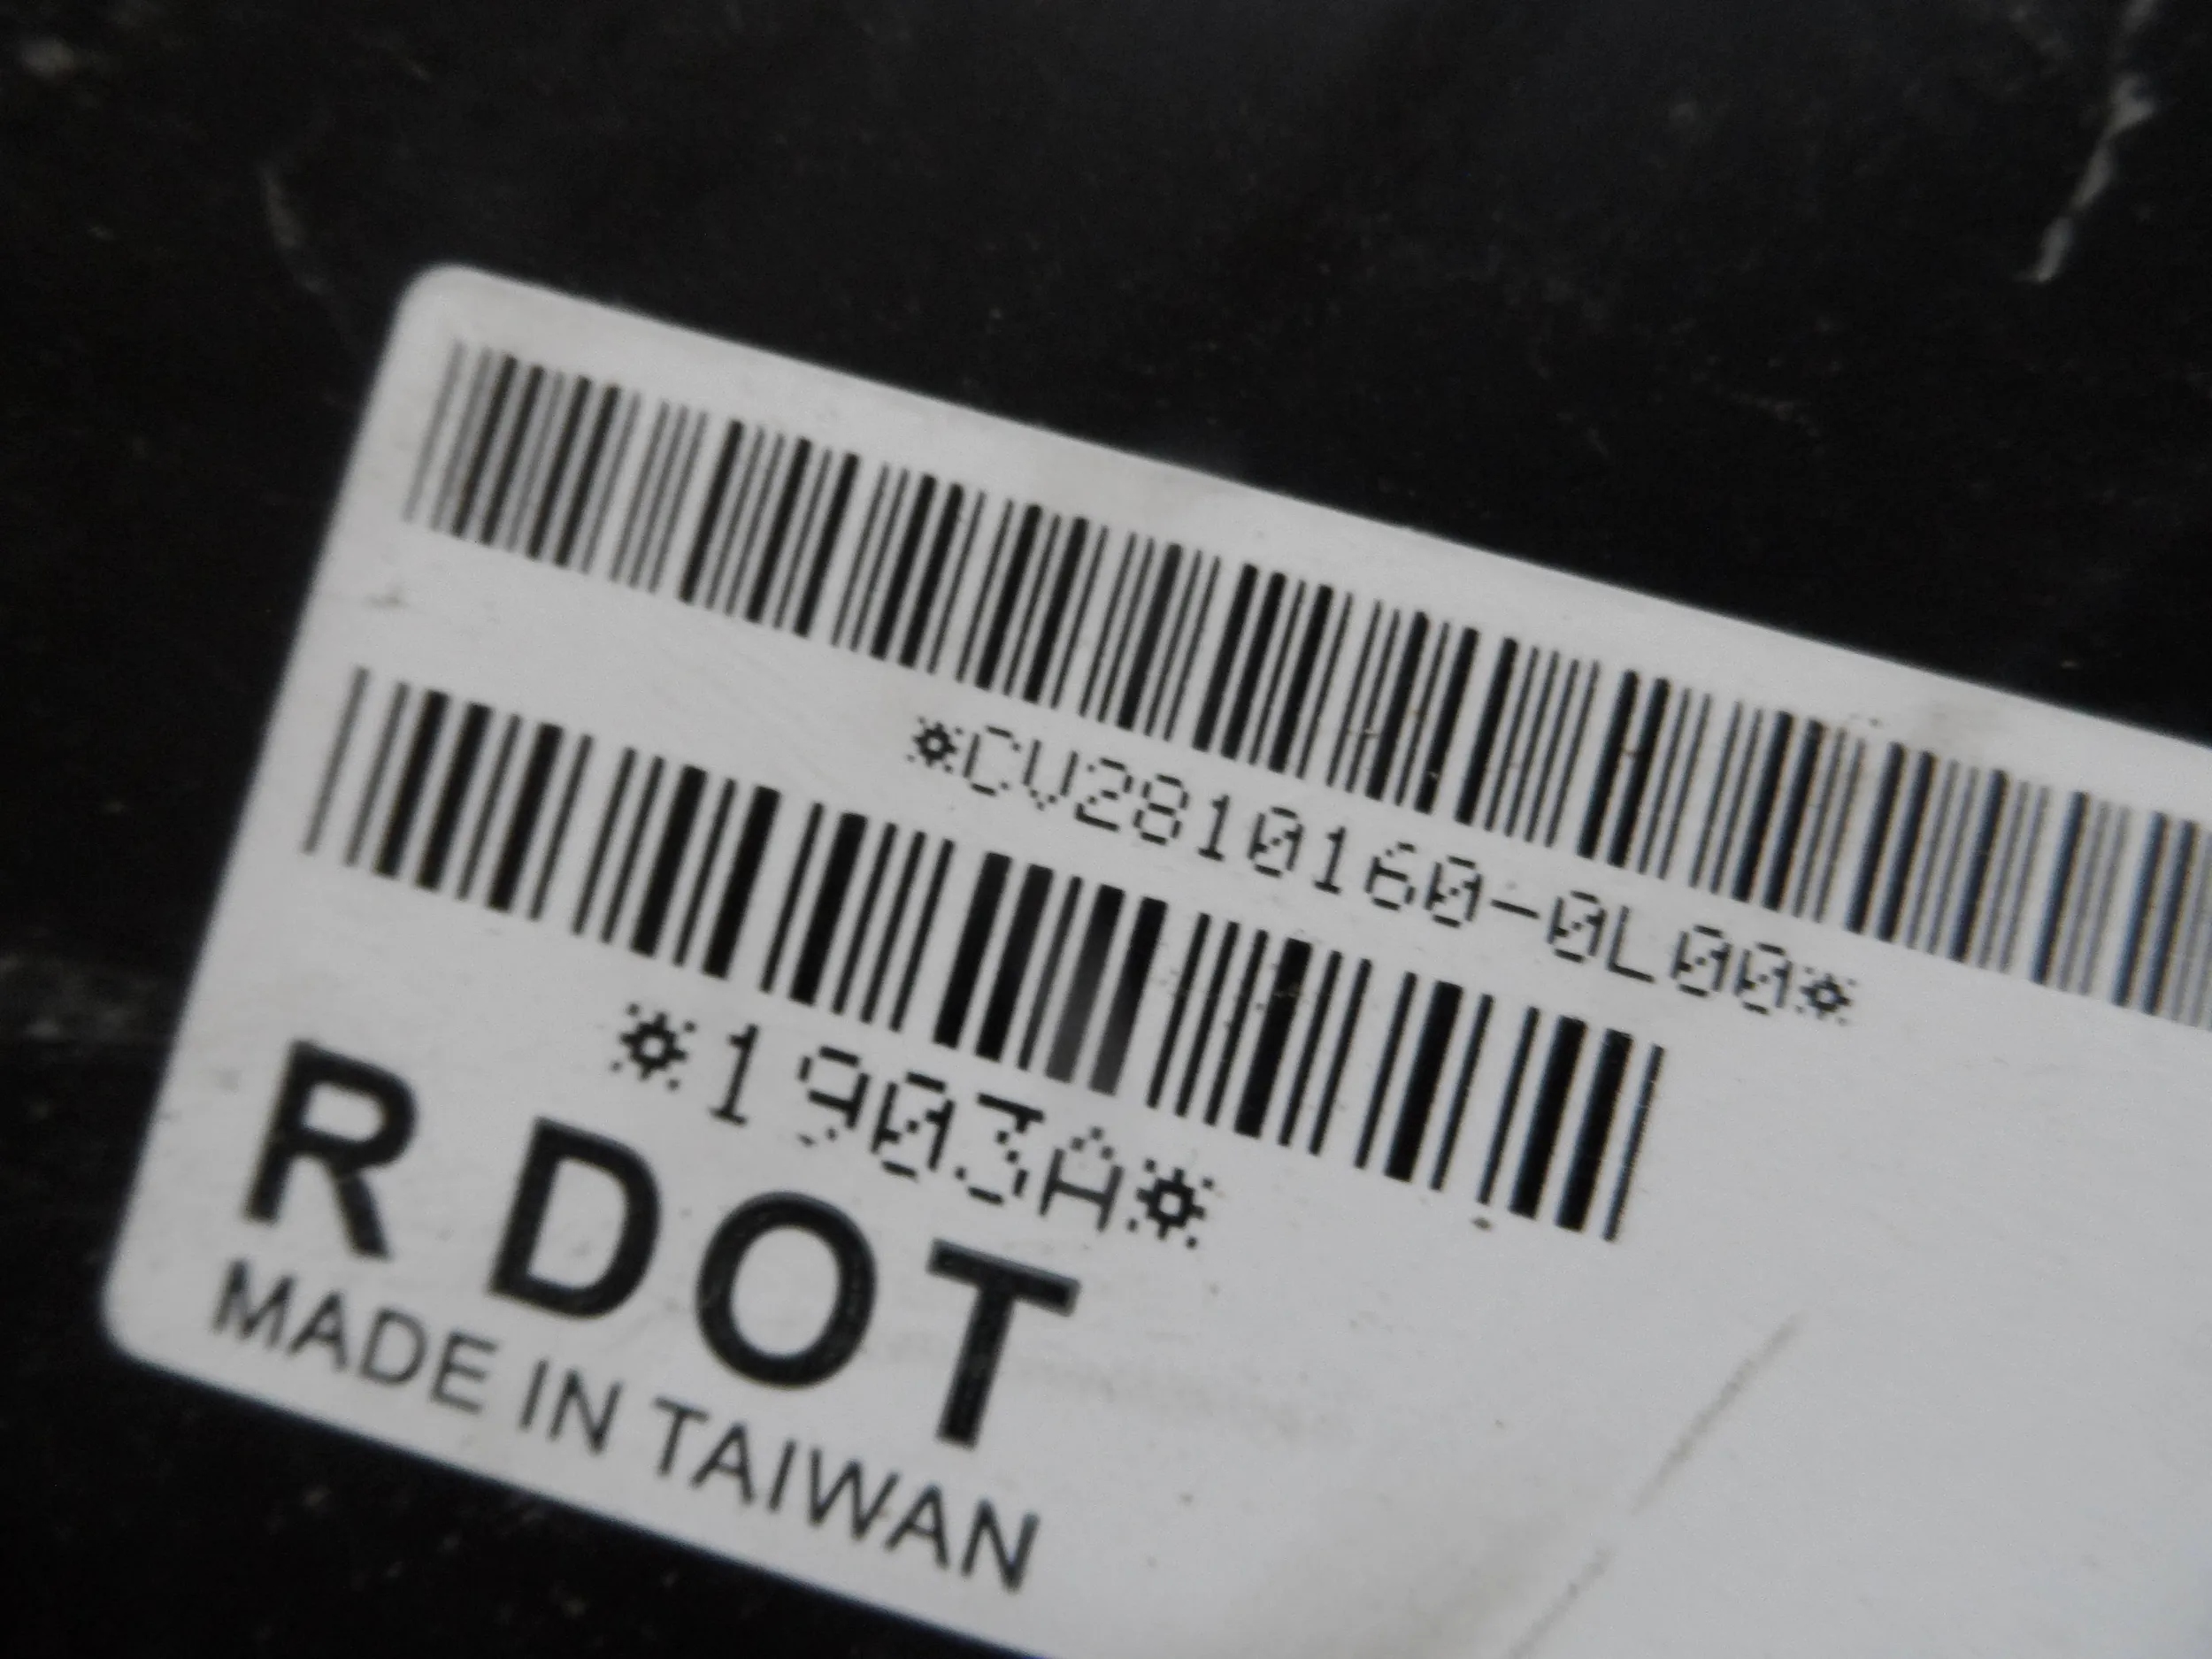 *CV2810160-0L00*
*1903A*
R DOT
MADE IN TAIWAN